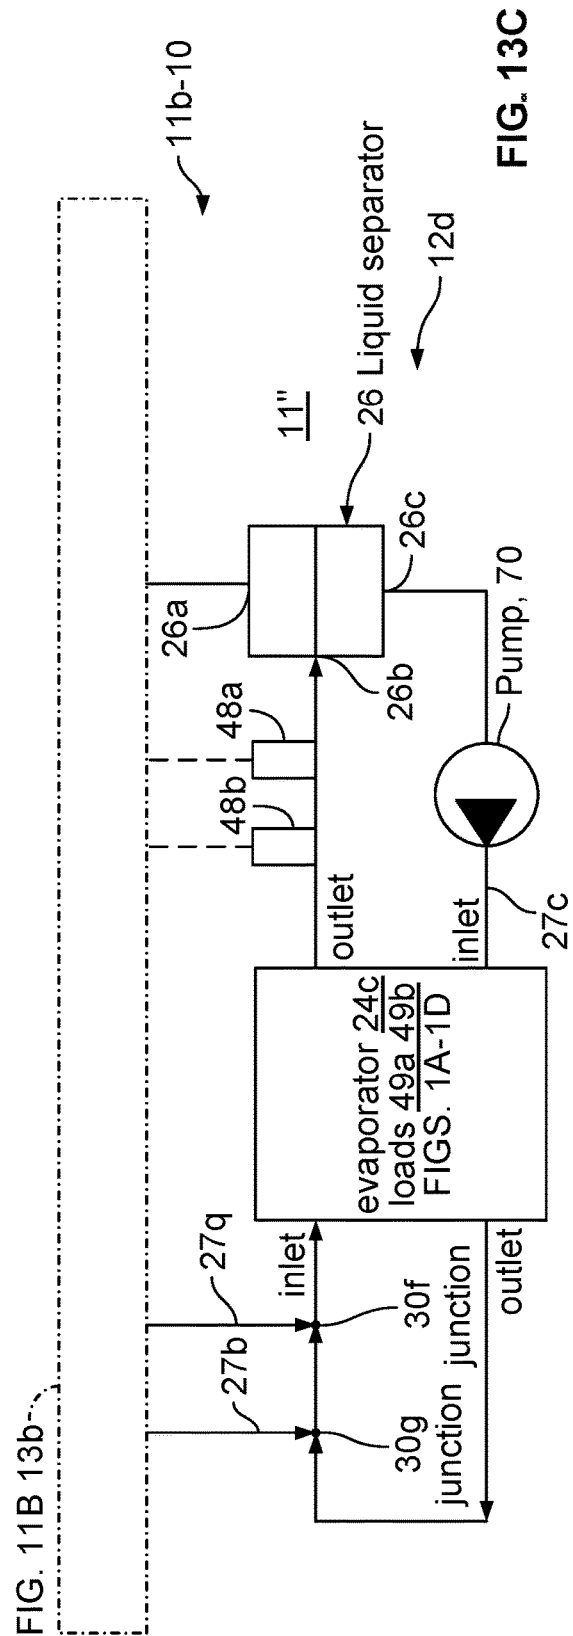 FIG. 11B 13b
11b-10
27q
27b
26a
11"
48a
48b
26 Liquid separator
inlet
outlet
26b
26c
12d
30f
30g
evaporator 24c
loads 49a 49b
FIGS. 1A-1D
junction
junction
outlet
inlet
Pump, 70
27c
FIG. 13C